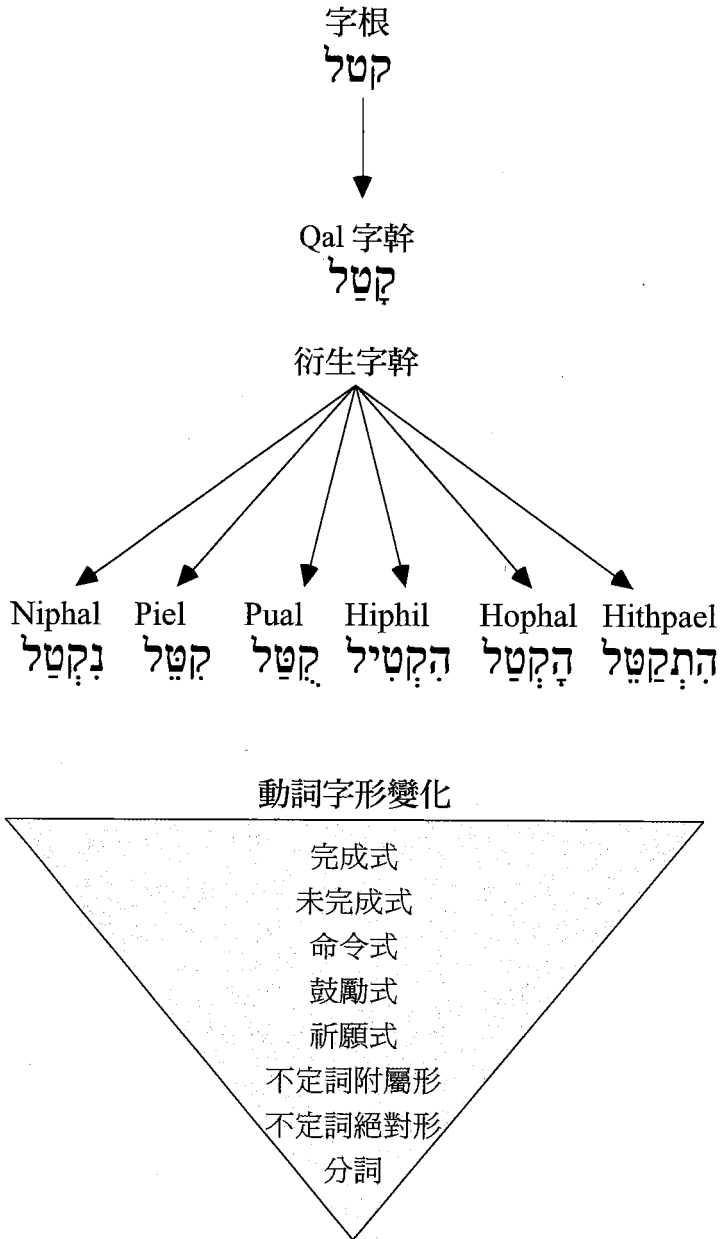 字根
קטל
Qal 字幹
קָטַל
衍生字幹
Niphal Piel Pual Hiphil Hophal Hithpael
נִקְטַל קִטֵּל קֻטַּל הִקְטִיל הָקְטַל הִתְקַטֵּל
動詞字形變化
完成式
未完成式
命令式
鼓勵式
祈願式
不定詞附屬形
不定詞絕對形
分詞